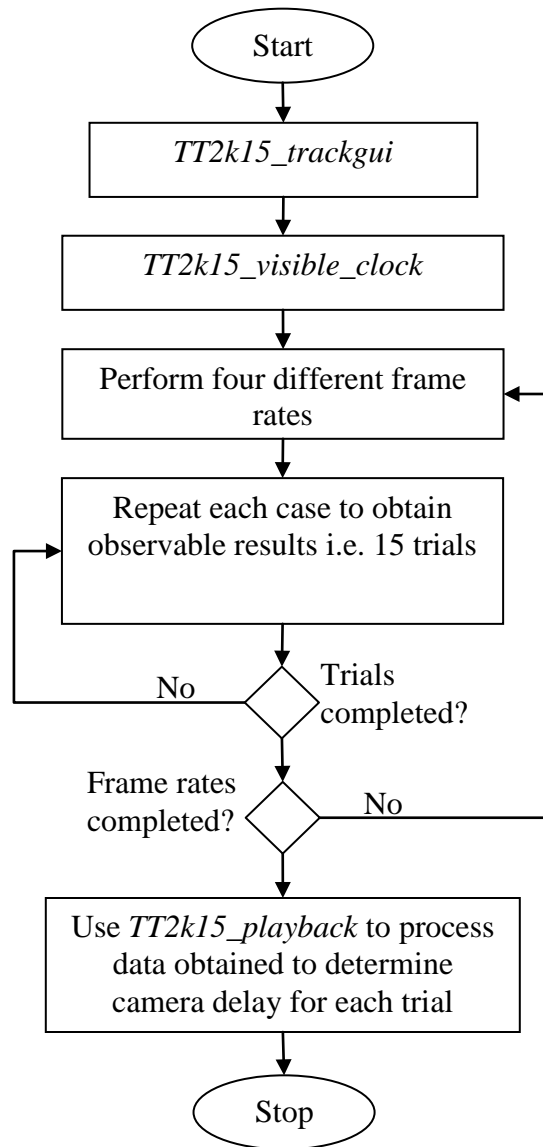 Start
TT2k15_trackgui
TT2k15_visible_clock
Perform four different frame
rates
Repeat each case to obtain
observable results i.e. 15 trials
No
Trials
completed?
Frame rates
completed?
No
Use TT2k15_playback to process
data obtained to determine
camera delay for each trial
Stop